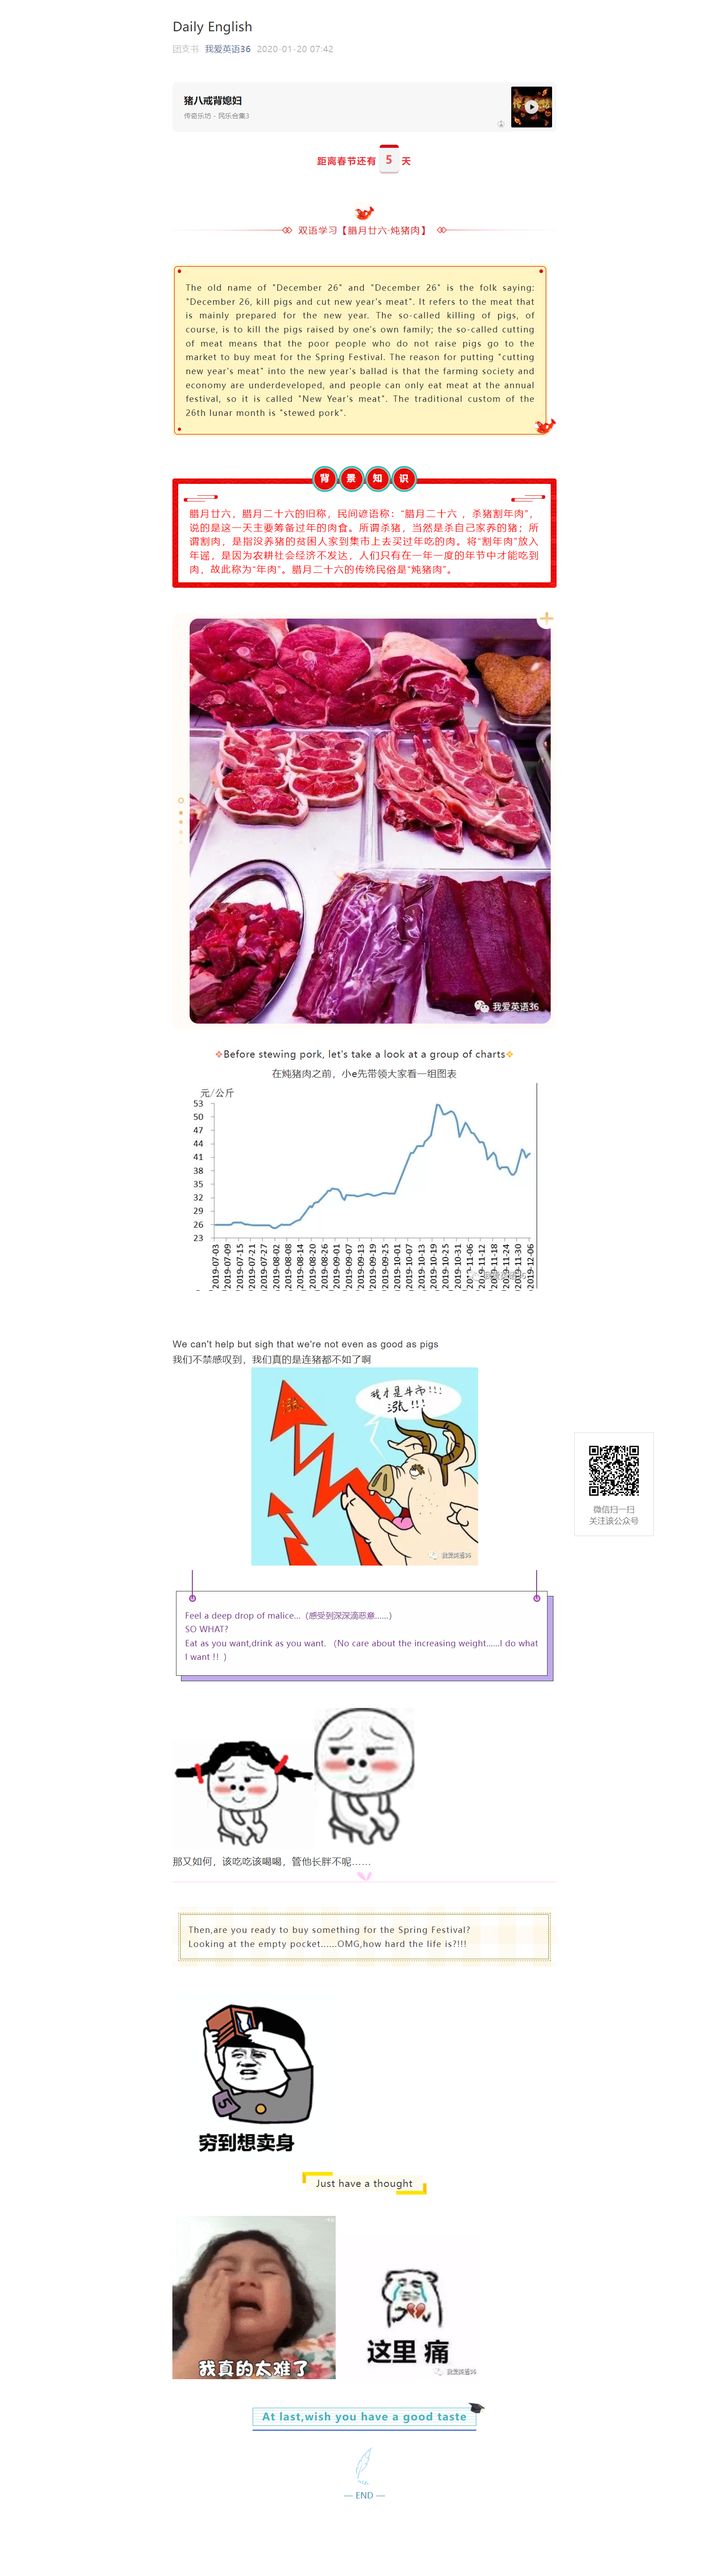 Daily English
团支书 我爱英语36 2020-01-20 07:42
猪八戒背媳妇
传奇乐坊 - 民乐合集3
距离春节还有 5 天
双语学习【腊月廿六·炖猪肉】
The old name of "December 26" and "December 26" is the folk saying:
"December 26, kill pigs and cut new year's meat". It refers to the meat that
is mainly prepared for the new year. The so-called killing of pigs, of
course, is to kill the pigs raised by one's own family; the so-called cutting
of meat means that the poor people who do not raise pigs go to the
market to buy meat for the Spring Festival. The reason for putting "cutting
new year's meat" into the new year's ballad is that the farming society and
economy are underdeveloped, and people can only eat meat at the annual
festival, so it is called "New Year's meat". The traditional custom of the
26th lunar month is "stewed pork".
背景知识
腊月廿六，腊月二十六的旧称，民间谚语称：“腊月二十六 ，杀猪割年肉”，
说的是这一天主要筹备过年的肉食。所谓杀猪，当然是杀自己家养的猪；所
谓割肉，是指没养猪的贫困人家到集市上去买过年吃的肉。将“割年肉”放入
年谣，是因为农耕社会经济不发达，人们只有在一年一度的年节中才能吃到
肉，故此称为“年肉”。腊月二十六的传统民俗是“炖猪肉”。
我爱英语36
Before stewing pork, let's take a look at a group of charts
在炖猪肉之前，小e先带领大家看一组图表
元/公斤
53
50
47
44
41
38
35
32
29
26
23
2019-07-03
2019-07-09
2019-07-15
2019-07-21
2019-07-27
2019-08-02
2019-08-08
2019-08-14
2019-08-20
2019-08-26
2019-09-01
2019-09-07
2019-09-13
2019-09-19
2019-09-25
2019-10-01
2019-10-07
2019-10-13
2019-10-19
2019-10-25
2019-10-31
2019-11-06
2019-11-12
2019-11-18
2019-11-24
2019-11-30
2019-12-06
我爱英语36
We can't help but sigh that we're not even as good as pigs
我们不禁感叹到，我们真的是连猪都不如了啊
涨
我才是牛市!!!
涨!!!
我爱英语36
微信扫一扫
关注该公众号
Feel a deep drop of malice...（感受到深深滴恶意......）
SO WHAT?
Eat as you want,drink as you want. （No care about the increasing weight......I do what
I want !! ）
那又如何，该吃吃该喝喝，管他长胖不呢......
Then,are you ready to buy something for the Spring Festival?
Looking at the empty pocket......OMG,how hard the life is?!!!
5
穷到想卖身
Just have a thought
我真的太难了
这里 痛
我爱英语36
At last,wish you have a good taste
— END —